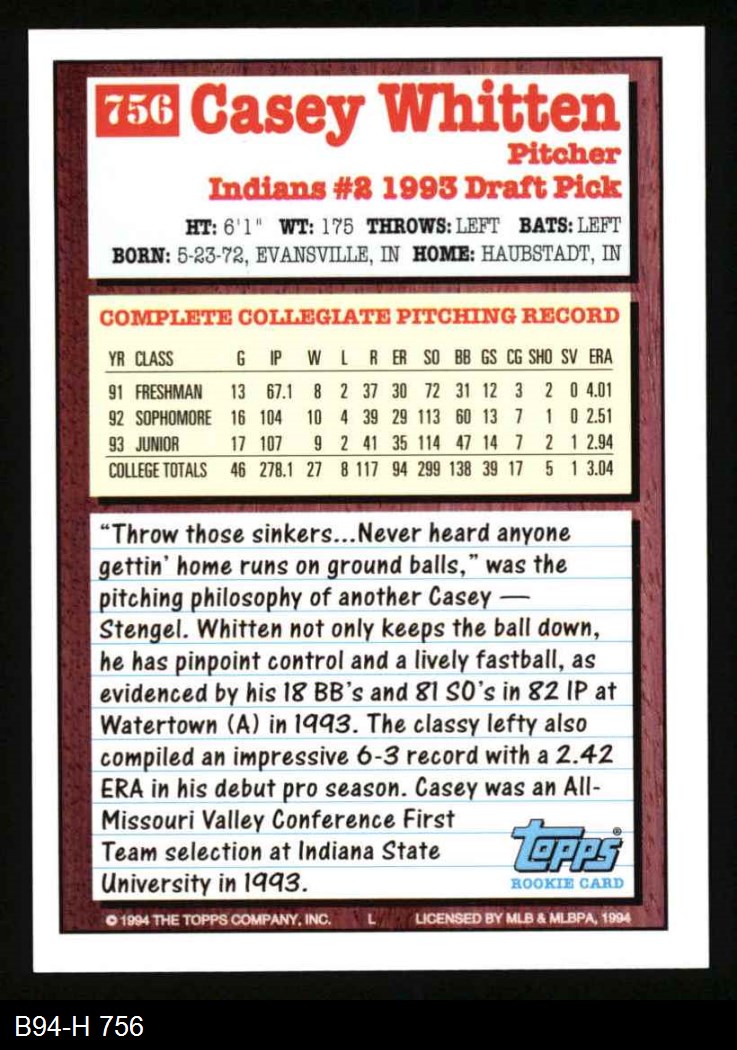 756 Casey Whitten
Pitcher
Indians #2 1993 Draft Pick
HT: 6'1" WT: 175 THROWS: LEFT BATS: LEFT
BORN: 5-23-72, EVANSVILLE, IN HOME: HAUBSTADT, IN
COMPLETE COLLEGIATE PITCHING RECORD
YR CLASS G IP W L R ER SO BB GS CG SHO SV ERA
91 FRESHMAN 13 67.1 8 2 37 30 72 31 12 3 2 0 4.01
92 SOPHOMORE 16 104 10 4 39 29 113 60 13 7 1 0 2.51
93 JUNIOR 17 107 9 2 41 35 114 47 14 7 2 1 2.94
COLLEGE TOTALS 46 278.1 27 8 117 94 299 138 39 17 5 1 3.04
"Throw those sinkers...Never heard anyone
gettin' home runs on ground balls," was the
pitching philosophy of another Casey —
Stengel. Whitten not only keeps the ball down,
he has pinpoint control and a lively fastball, as
evidenced by his 18 BB's and 81 SO's in 82 IP at
Watertown (A) in 1993. The classy lefty also
compiled an impressive 6-3 record with a 2.42
ERA in his debut pro season. Casey was an All-
Missouri Valley Conference First
Team selection at Indiana State
University in 1993.
Topps®
ROOKIE CARD
© 1994 THE TOPPS COMPANY, INC. L LICENSED BY MLB & MLBPA, 1994
B94-H 756